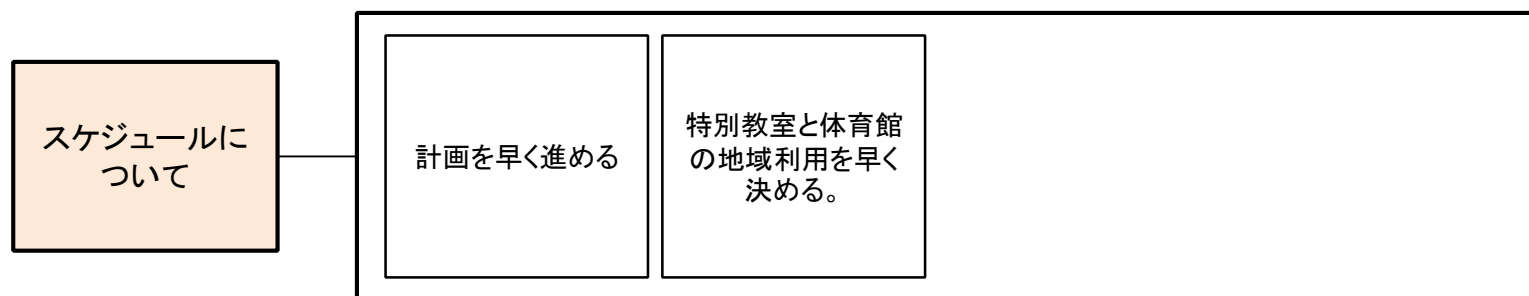 スケジュールに
ついて
計画を早く進める
特別教室と体育館
の地域利用を早く
決める。